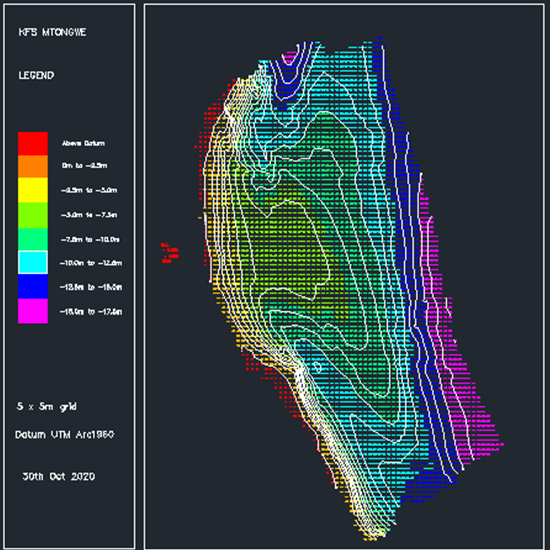 KFS MTONGWE
LEGEND
Above Datum
0m to -2.5m
-2.5m to -5.0m
-5.0m to -7.5m
-7.5m to -10.0m
-10.0m to -12.5m
-12.5m to -15.0m
-15.0m to -17.5m
5 x 5m grid
Datum UTM Arc1960
30th Oct 2020